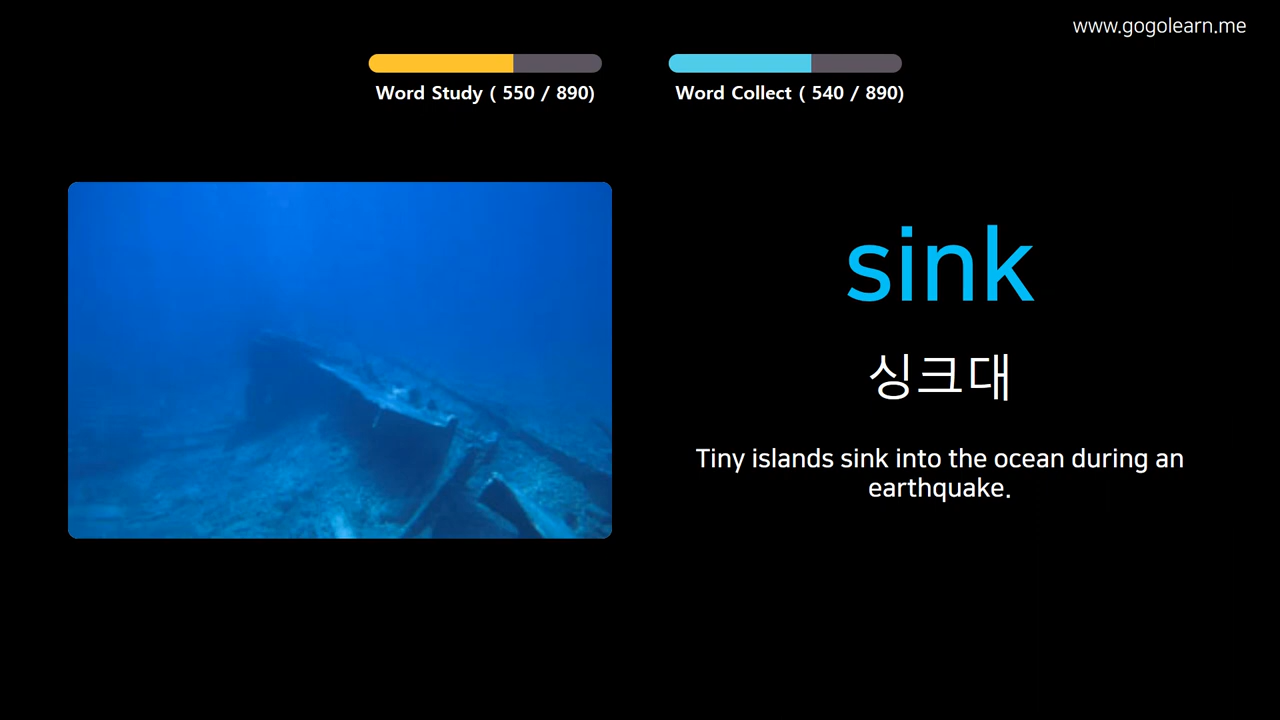 www.gogolearn.me
Word Study ( 550 / 890)
Word Collect ( 540 / 890)
sink
싱크대
Tiny islands sink into the ocean during an
earthquake.